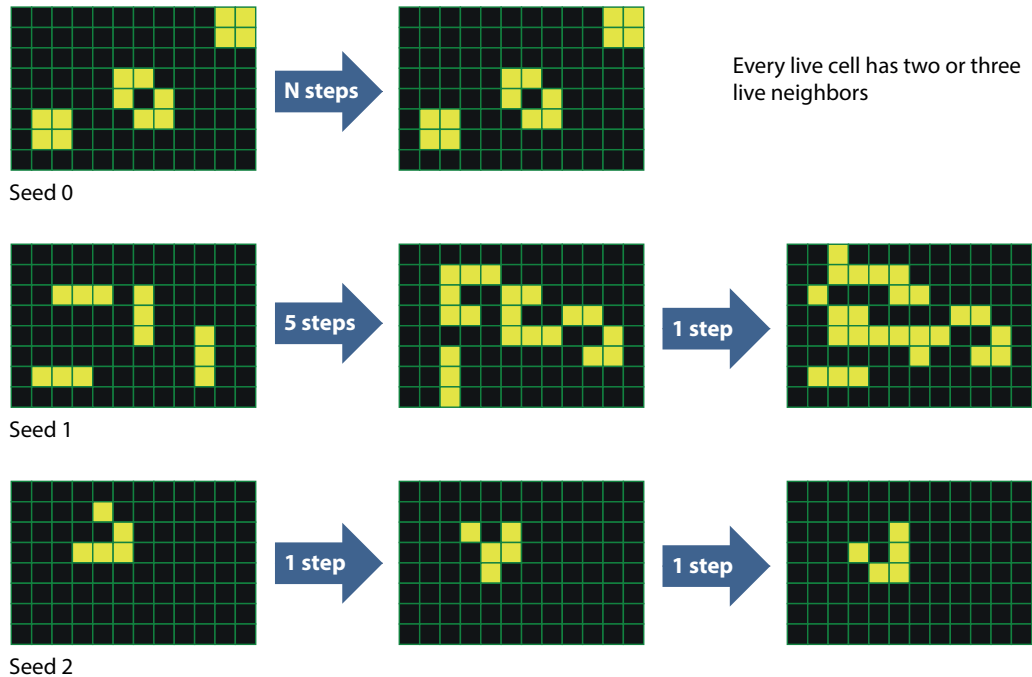 N steps
Every live cell has two or three
live neighbors
Seed 0
5 steps
1 step
Seed 1
1 step
1 step
Seed 2